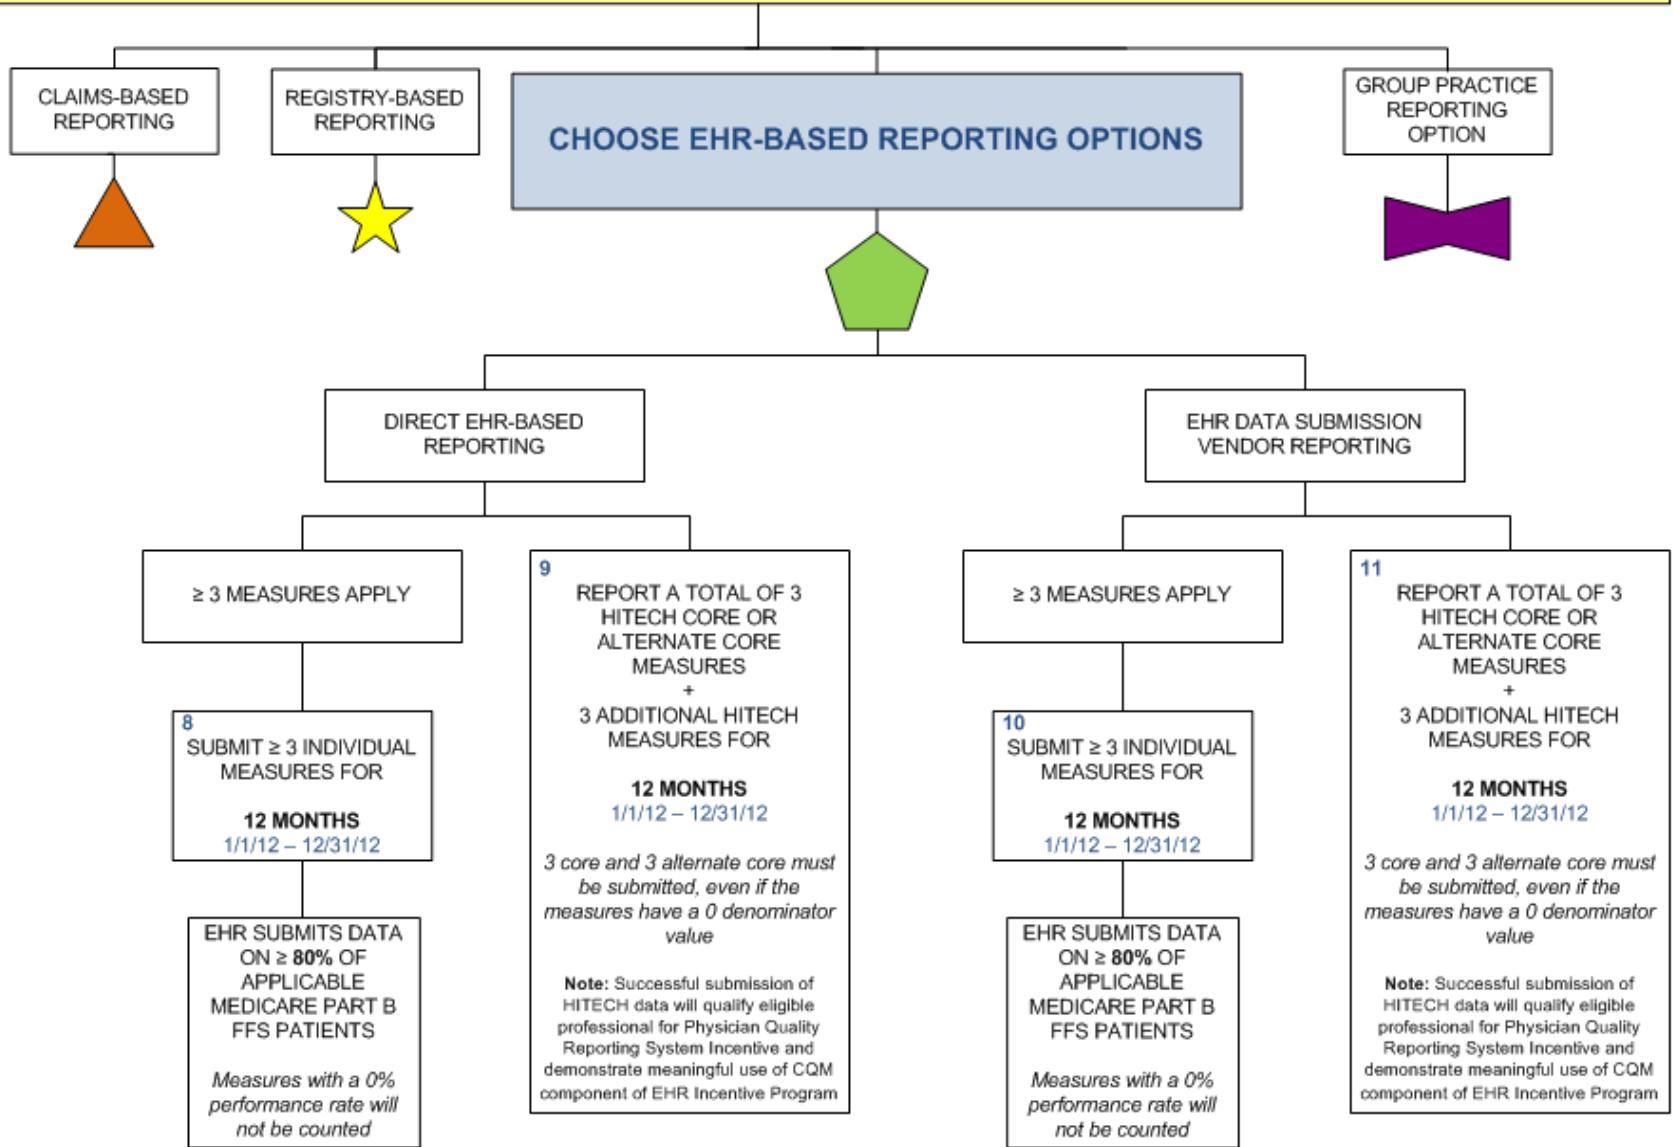 CLAIMS-BASED
REPORTING
REGISTRY-BASED
REPORTING
CHOOSE EHR-BASED REPORTING OPTIONS
GROUP PRACTICE
REPORTING
OPTION
DIRECT EHR-BASED
REPORTING
EHR DATA SUBMISSION
VENDOR REPORTING
≥ 3 MEASURES APPLY
8
SUBMIT ≥ 3 INDIVIDUAL
MEASURES FOR
12 MONTHS
1/1/12 – 12/31/12
EHR SUBMITS DATA
ON ≥ 80% OF
APPLICABLE
MEDICARE PART B
FFS PATIENTS
Measures with a 0%
performance rate will
not be counted
9
REPORT A TOTAL OF 3
HITECH CORE OR
ALTERNATE CORE
MEASURES
+
3 ADDITIONAL HITECH
MEASURES FOR
12 MONTHS
1/1/12 – 12/31/12
3 core and 3 alternate core must
be submitted, even if the
measures have a 0 denominator
value
Note: Successful submission of
HITECH data will qualify eligible
professional for Physician Quality
Reporting System Incentive and
demonstrate meaningful use of CQM
component of EHR Incentive Program
≥ 3 MEASURES APPLY
10
SUBMIT ≥ 3 INDIVIDUAL
MEASURES FOR
12 MONTHS
1/1/12 – 12/31/12
EHR SUBMITS DATA
ON ≥ 80% OF
APPLICABLE
MEDICARE PART B
FFS PATIENTS
Measures with a 0%
performance rate will
not be counted
11
REPORT A TOTAL OF 3
HITECH CORE OR
ALTERNATE CORE
MEASURES
+
3 ADDITIONAL HITECH
MEASURES FOR
12 MONTHS
1/1/12 – 12/31/12
3 core and 3 alternate core must
be submitted, even if the
measures have a 0 denominator
value
Note: Successful submission of
HITECH data will qualify eligible
professional for Physician Quality
Reporting System Incentive and
demonstrate meaningful use of CQM
component of EHR Incentive Program